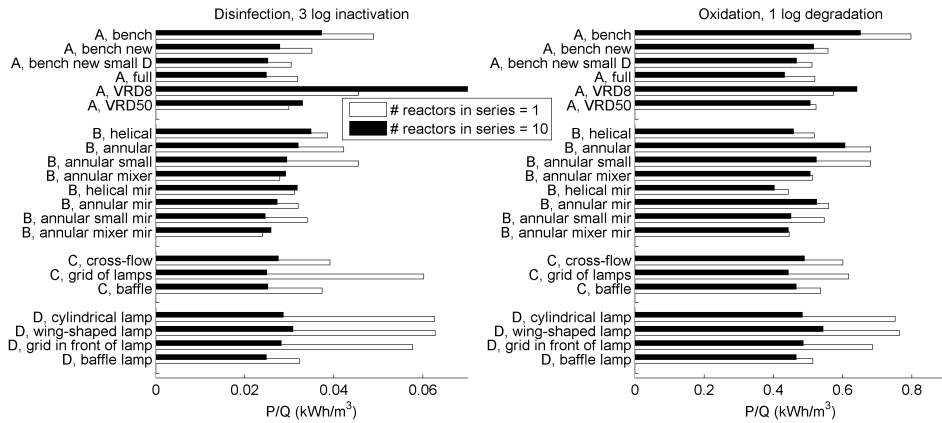 Disinfection, 3 log inactivation
A, bench
A, bench new
A, bench new small D
A, full
A, VRD8
A, VRD50
B, helical
B, annular
B, annular small
B, annular mixer
B, helical mir
B, annular mir
B, annular small mir
B, annular mixer mir
C, cross-flow
C, grid of lamps
C, baffle
D, cylindrical lamp
D, wing-shaped lamp
D, grid in front of lamp
D, baffle lamp
0 0.02 0.04 0.06
P/Q (kWh/m³)
# reactors in series = 1
# reactors in series = 10
Oxidation, 1 log degradation
A, bench
A, bench new
A, bench new small D
A, full
A, VRD8
A, VRD50
B, helical
B, annular
B, annular small
B, annular mixer
B, helical mir
B, annular mir
B, annular small mir
B, annular mixer mir
C, cross-flow
C, grid of lamps
C, baffle
D, cylindrical lamp
D, wing-shaped lamp
D, grid in front of lamp
D, baffle lamp
0 0.2 0.4 0.6 0.8
P/Q (kWh/m³)